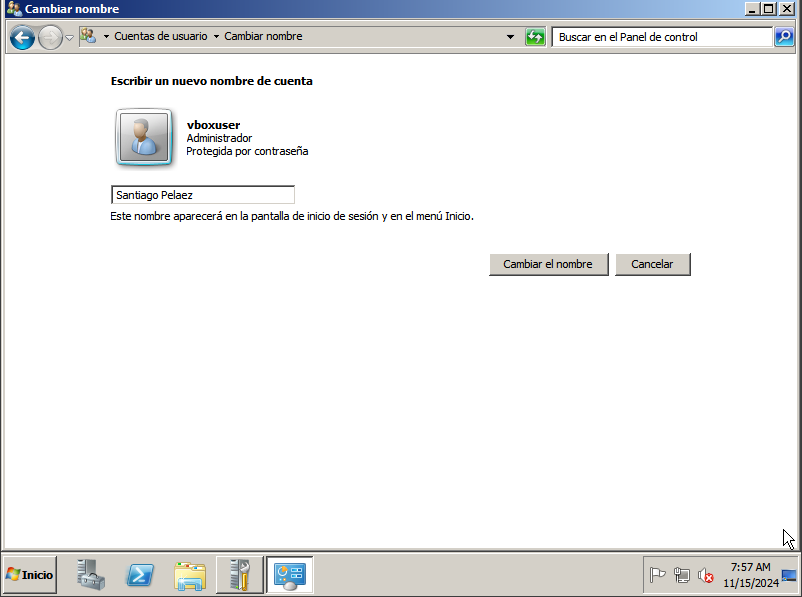 Cambiar nombre
Cuentas de usuario Cambiar nombre Buscar en el Panel de control
Escribir un nuevo nombre de cuenta
vboxuser
Administrador
Protegida por contraseña
Santiago Pelaez
Este nombre aparecerá en la pantalla de inicio de sesión y en el menú Inicio.
Cambiar el nombre Cancelar
Inicio
7:57 AM
11/15/2024